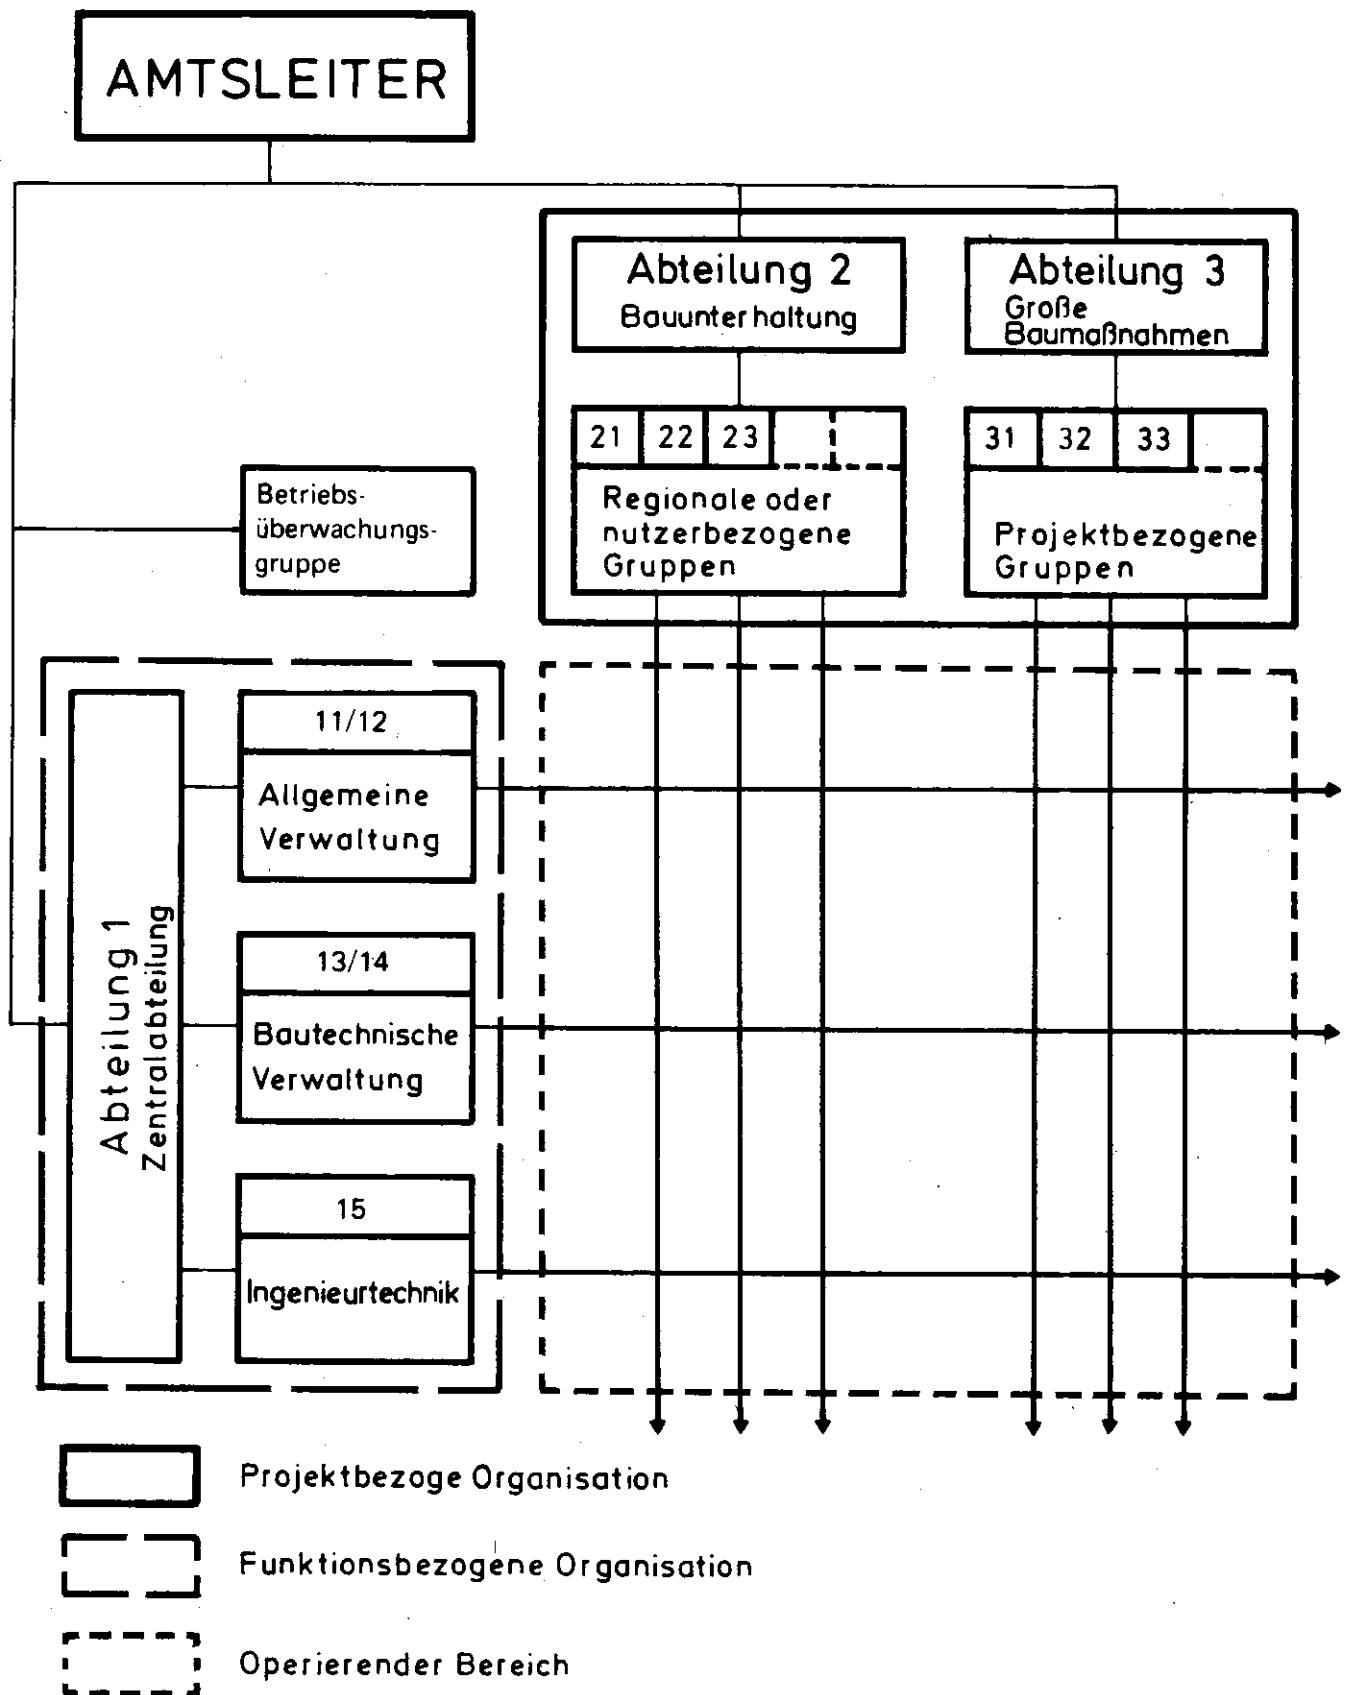 AMTSLEITER
Abteilung 2
Bauunterhaltung
Abteilung 3
Große
Baumaßnahmen
21 22 23
Regionale oder
nutzerbezogene
Gruppen
31 32 33
Projektbezogene
Gruppen
Betriebs-
überwachungs-
gruppe
Abteilung 1
Zentralabteilung
11/12
Allgemeine
Verwaltung
13/14
Bautechnische
Verwaltung
15
Ingenieurtechnik
Projektbezoge Organisation
Funktionsbezogene Organisation
Operierender Bereich